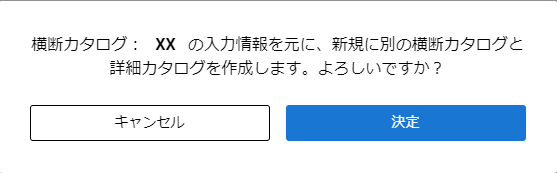 横断カタログ： XX の入力情報を元に、新規に別の横断カタログと
詳細カタログを作成します。よろしいですか？
キャンセル 決定